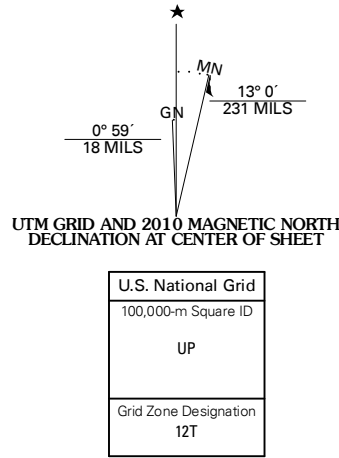 ★
MN
GN
13° 0´
231 MILS
0° 59´
18 MILS
UTM GRID AND 2010 MAGNETIC NORTH
DECLINATION AT CENTER OF SHEET
U.S. National Grid
100,000-m Square ID
UP
Grid Zone Designation
12T